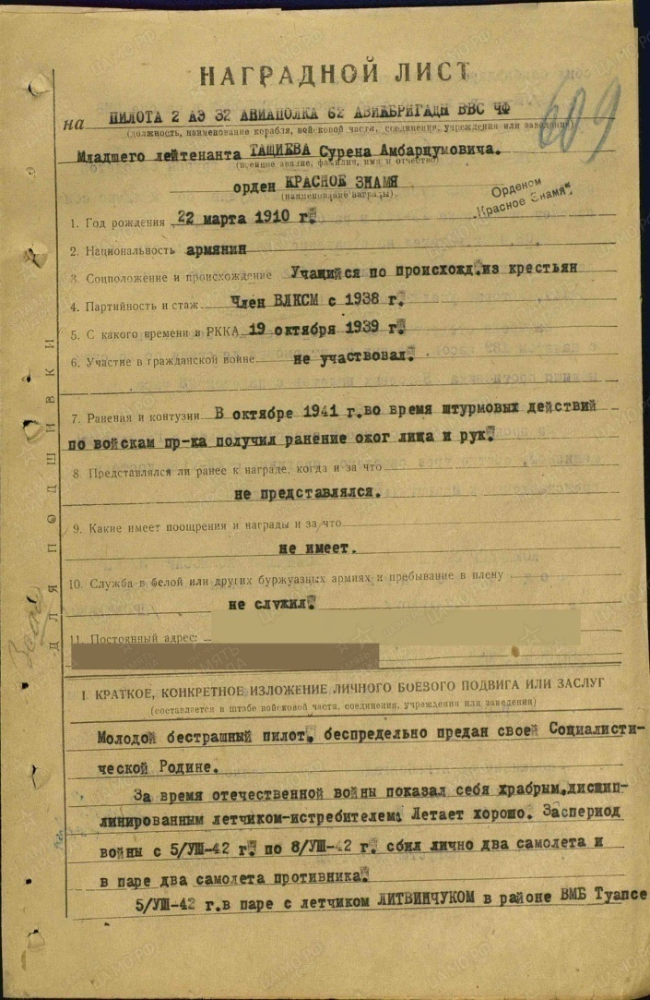 609
НАГРАДНОЙ ЛИСТ
на ПИЛОТА 2 АЭ 32 АВИАПОЛКА 62 АВИАБРИГАДЫ ВВС ЧФ
(должность, наименование корабля, войсковой части, соединения, учреждения или заведения)
Младшего лейтенанта ТАЩИЕВА Сурена Амбарцумовича.
(военное звание, фамилия, имя и отчество)
орден КРАСНОЕ ЗНАМЯ
(наименование награды)
Орденом
„Красное Знамя"
1. Год рождения 22 марта 1910 г.
2. Национальность армянин
3. Соцположение и происхождение Учащийся по происхожд.из крестьян
4. Партийность и стаж Член ВЛКСМ с 1938 г.
5. С какого времени в РККА 19 октября 1939 г.
6. Участие в гражданской войне не участвовал.
7. Ранения и контузии В октябре 1941 г.во время штурмовых действий
по войскам пр-ка получил ранение ожог лица и рук.
8. Представлялся ли ранее к награде, когда и за что
не представлялся.
9. Какие имеет поощрения и награды и за что
не имеет.
10. Служба в белой или других буржуазных армиях и пребывание в плену
не служил.
11. Постоянный адрес:
ДЛЯ ПОДШИВКИ
I. КРАТКОЕ, КОНКРЕТНОЕ ИЗЛОЖЕНИЕ ЛИЧНОГО БОЕВОГО ПОДВИГА ИЛИ ЗАСЛУГ
(составляется в штабе войсковой части, соединения, учреждения или заведения)
Молодой бестрашный пилот, беспредельно предан своей Социалисти-
ческой Родине.
За время отечественной войны показал себя храбрым,дисцип-
линированным летчиком-истребителем. Летает хорошо. Заспериод
войны с 5/УШ-42 г. по 8/УШ-42 г. сбил лично два самолета и
в паре два самолета противника.
5/УШ-42 г.в паре с летчиком ЛИТВИНЧУКОМ в районе ВМБ Туапсе